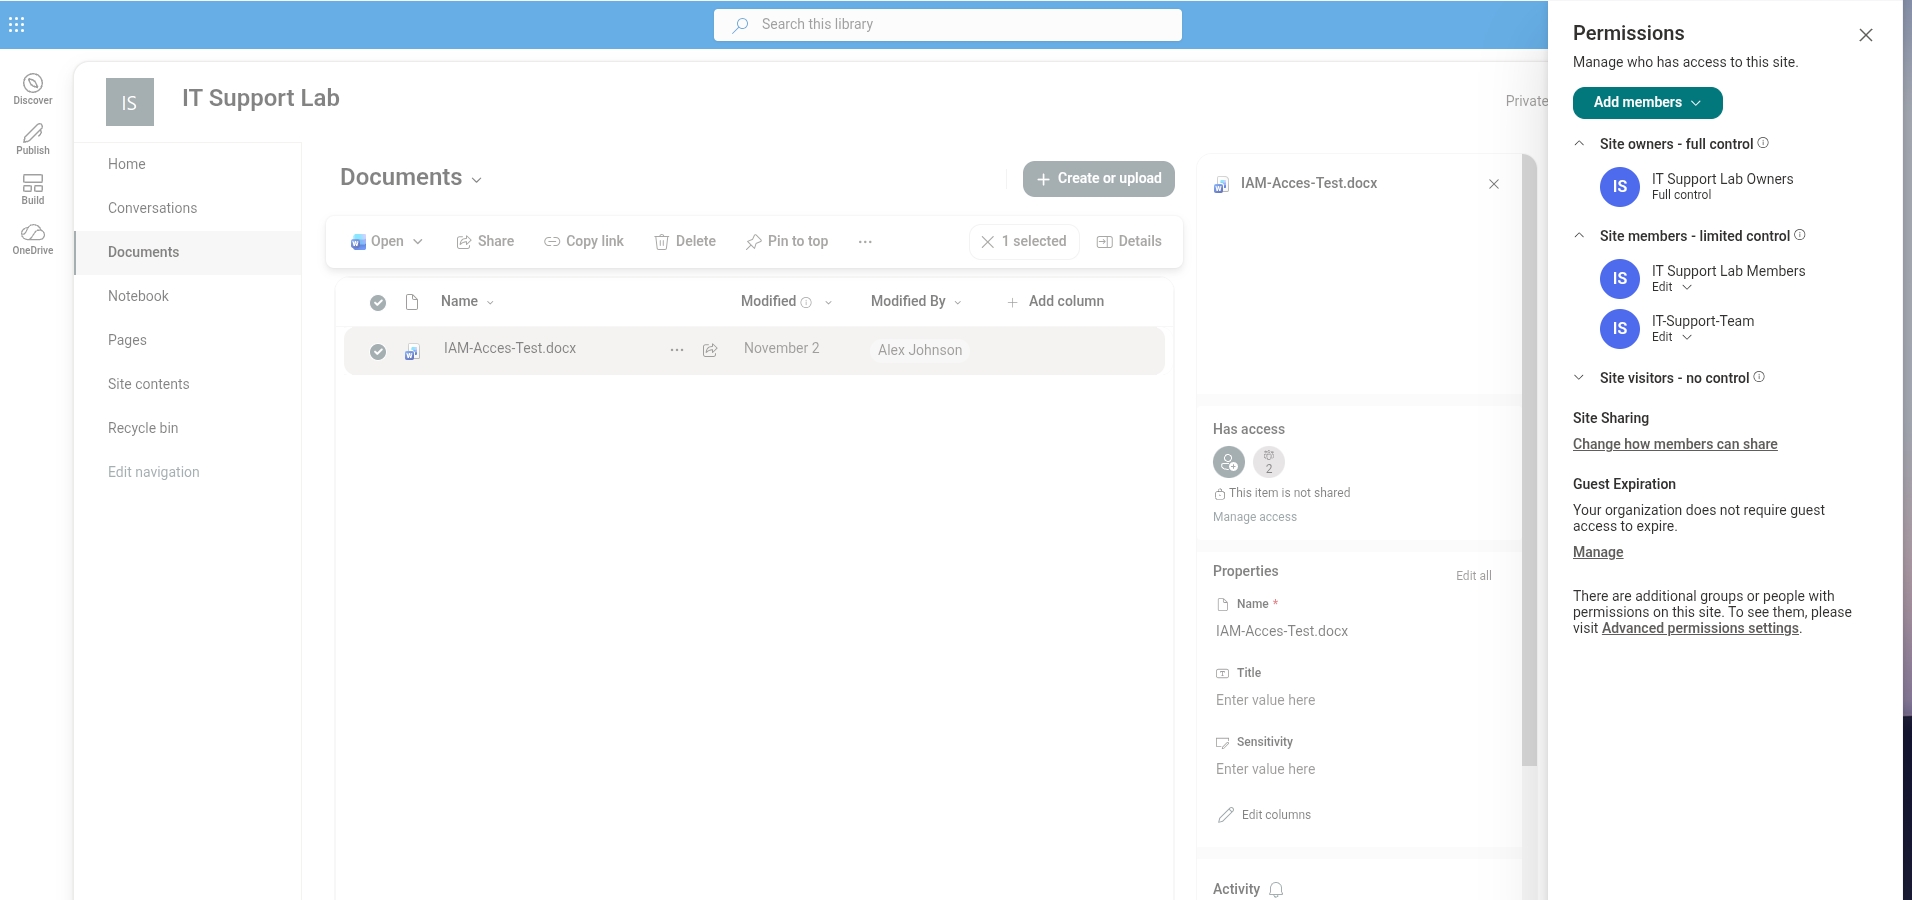 Search this library
Discover
Publish
Build
OneDrive
IS
IT Support Lab
Private
Home
Conversations
Documents
Notebook
Pages
Site contents
Recycle bin
Edit navigation
Documents
Create or upload
Open
Share
Copy link
Delete
Pin to top
1 selected
Details
Name
Modified
Modified By
Add column
IAM-Acces-Test.docx
November 2
Alex Johnson
IAM-Acces-Test.docx
Has access
2
This item is not shared
Manage access
Properties
Edit all
Name *
IAM-Acces-Test.docx
Title
Enter value here
Sensitivity
Enter value here
Edit columns
Activity
Permissions
Manage who has access to this site.
Add members
Site owners - full control
IS
IT Support Lab Owners
Full control
Site members - limited control
IS
IT Support Lab Members
Edit
IS
IT-Support-Team
Edit
Site visitors - no control
Site Sharing
Change how members can share
Guest Expiration
Your organization does not require guest
access to expire.
Manage
There are additional groups or people with
permissions on this site. To see them, please
visit Advanced permissions settings.